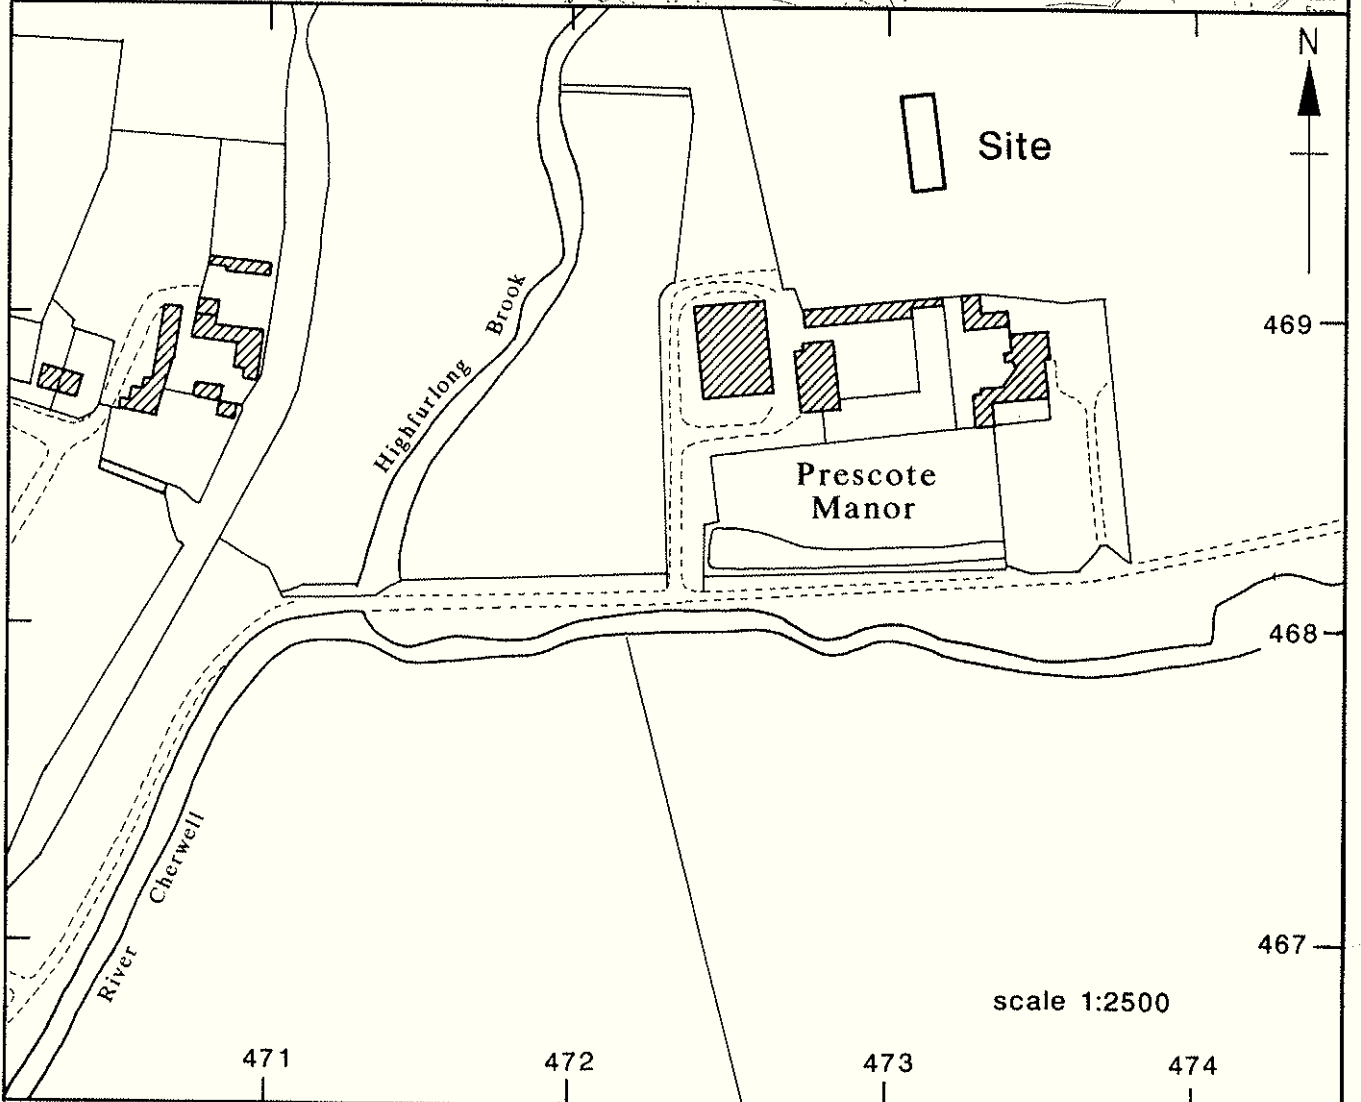 N
Site
469
Highfurlong Brook
Prescote
Manor
468
River Cherwell
467
scale 1:2500
471
472
473
474